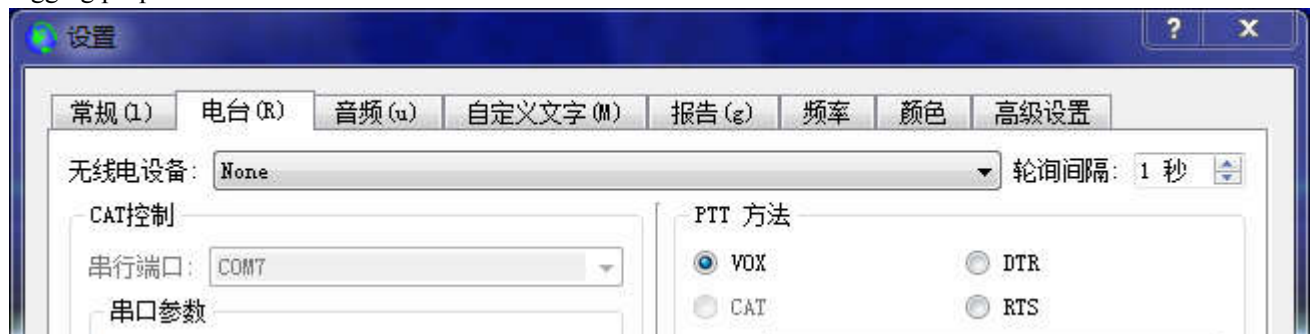 设置
常规(l) 电台(R) 音频(u) 自定义文字(M) 报告(g) 频率 颜色 高级设置
无线电设备: None 轮询间隔: 1 秒
CAT控制 PTT 方法
串行端口: COM7 VOX DTR
串口参数 CAT RTS